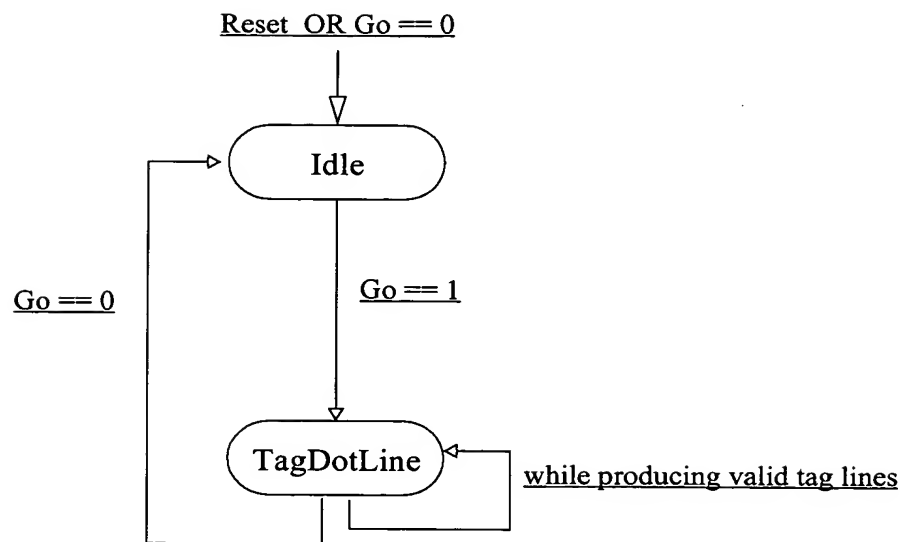 Reset OR Go == 0
Idle
Go == 0
Go == 1
TagDotLine
while producing valid tag lines